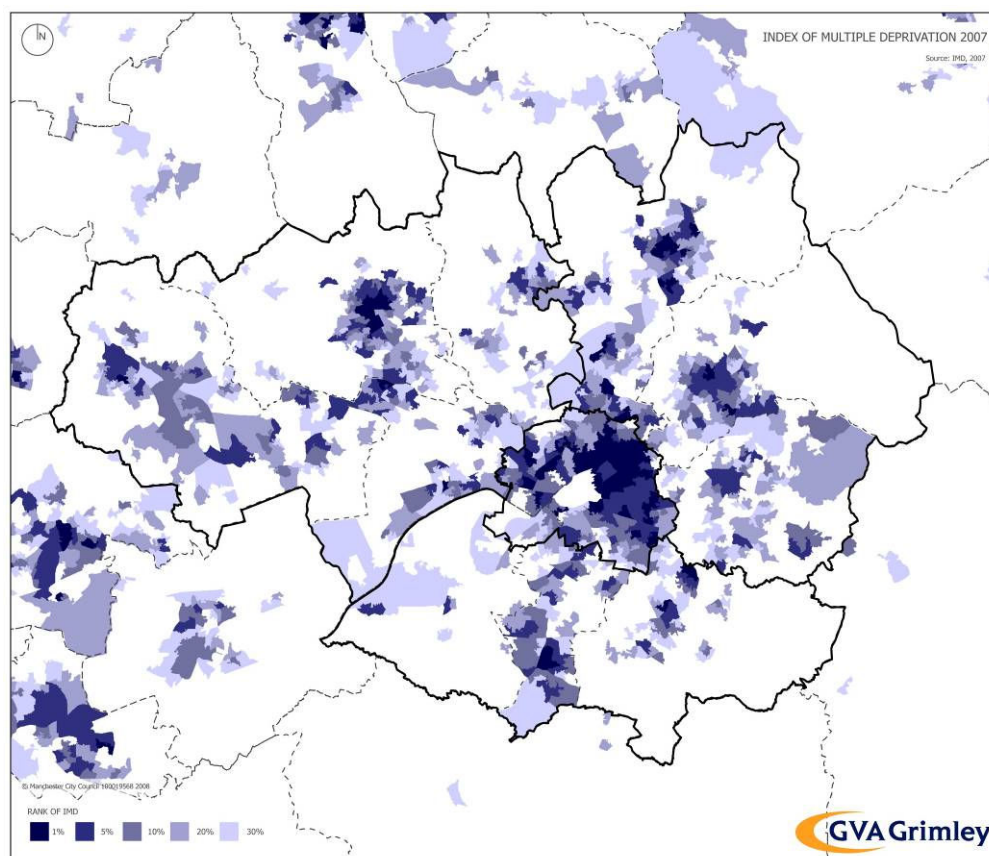 N
INDEX OF MULTIPLE DEPRIVATION 2007
Source: IMD, 2007
© Manchester City Council 100019568 2008
RANK OF IMD
1% 5% 10% 20% 30%
GVA Grimley